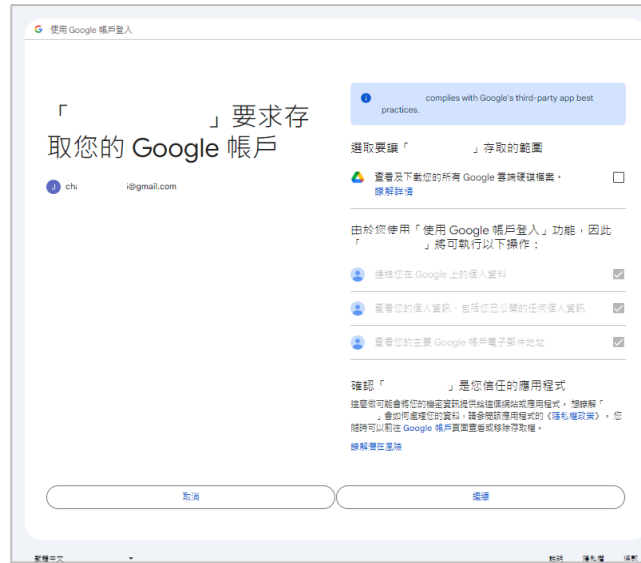 使用 Google 帳戶登入
「 」要求存
取您的 Google 帳戶
J ch i@gmail.com
complies with Google's third-party app best
practices.
選取要讓「 」存取的範圍
查看及下載您的所有 Google 雲端硬碟檔案。
瞭解詳情
由於您使用「使用 Google 帳戶登入」功能，因此
「 」將可執行以下操作：
連結您在 Google 上的個人資料
查看您的個人資訊，包括您已公開的任何個人資訊
查看您的主要 Google 帳戶電子郵件地址
確認「 」是您信任的應用程式
這麼做可能會將您的機密資訊提供給這個網站或應用程式。 想瞭解「
」會如何處理您的資料，請參閱該應用程式的《隱私權政策》。 您
隨時可以前往 Google 帳戶頁面查看或移除存取權。
瞭解潛在風險
取消
繼續
繁體中文
說明 隱私權 條款